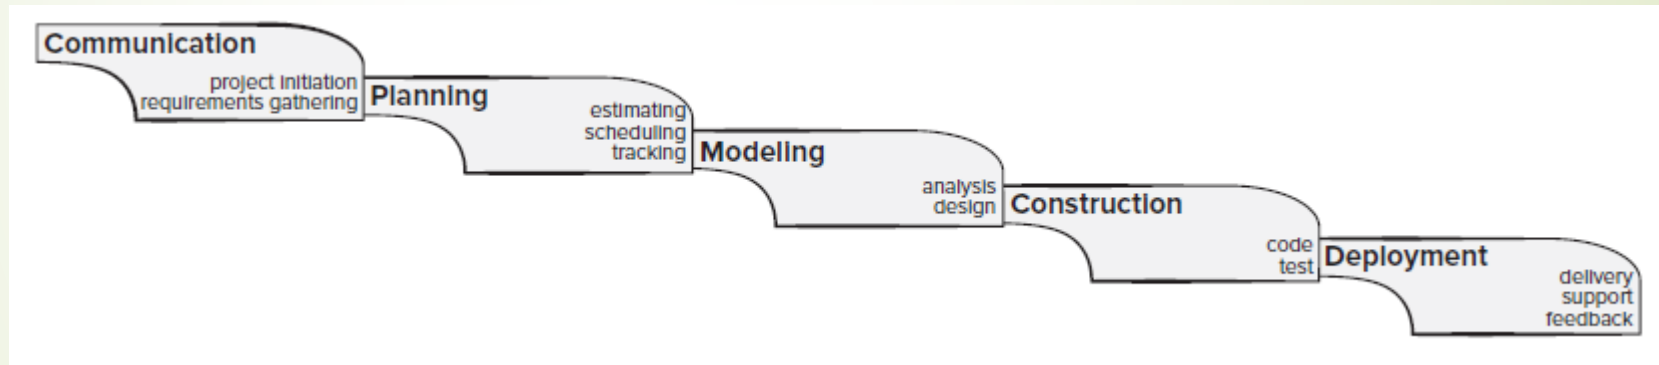 Communication
project initiation
requirements gathering
Planning
estimating
scheduling
tracking
Modeling
analysis
design
Construction
code
test
Deployment
delivery
support
feedback